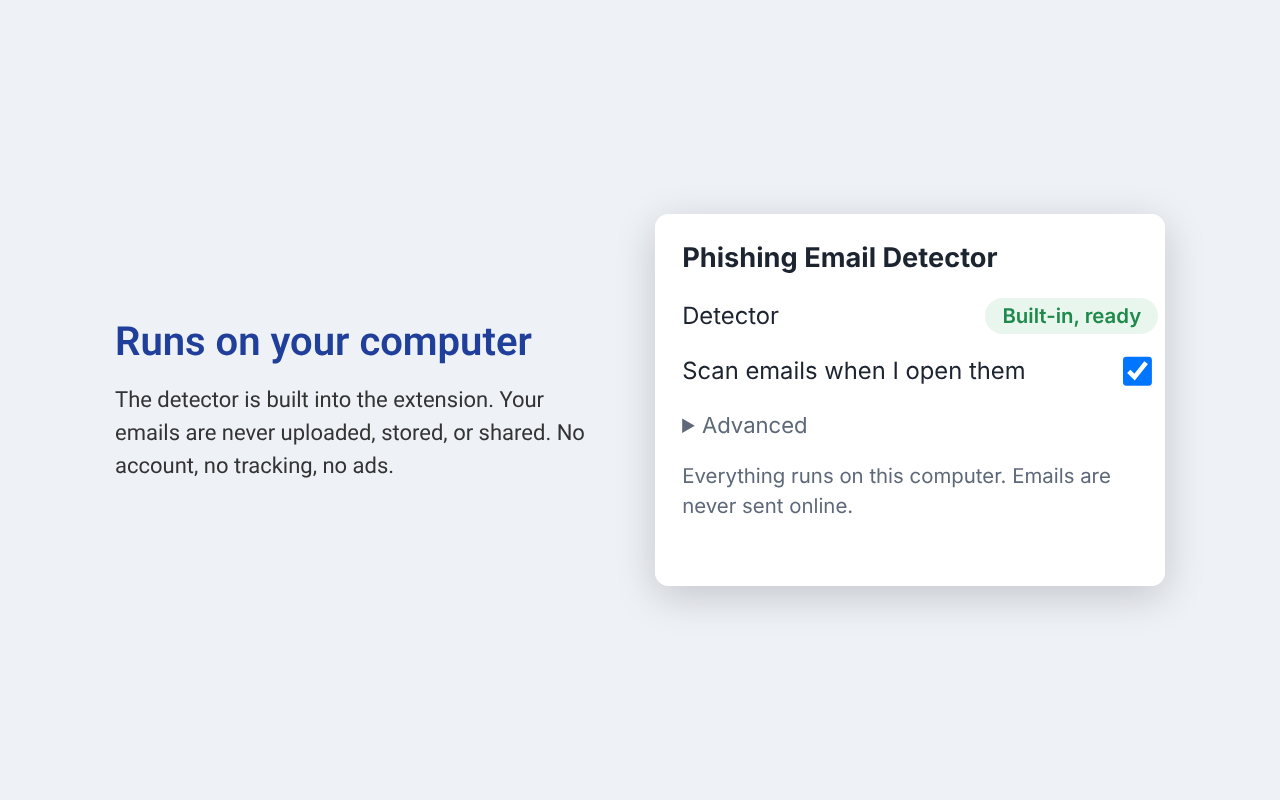 Runs on your computer
The detector is built into the extension. Your
emails are never uploaded, stored, or shared. No
account, no tracking, no ads.
Phishing Email Detector
Detector
Built-in, ready
Scan emails when I open them
Advanced
Everything runs on this computer. Emails are
never sent online.